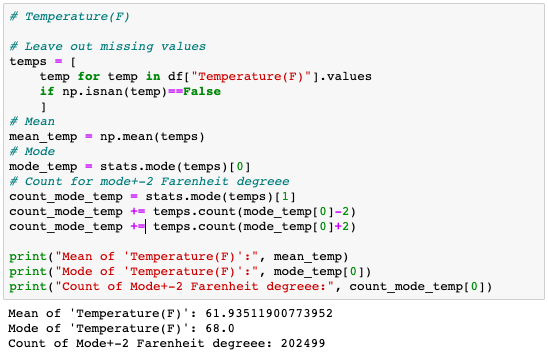 # Temperature(F)
# Leave out missing values
temps = [
temp for temp in df["Temperature(F)"].values
if np.isnan(temp)==False
]
# Mean
mean_temp = np.mean(temps)
# Mode
mode_temp = stats.mode(temps)[0]
# Count for mode+-2 Farenheit degreee
count_mode_temp = stats.mode(temps)[1]
count_mode_temp += temps.count(mode_temp[0]-2)
count_mode_temp += temps.count(mode_temp[0]+2)
print("Mean of 'Temperature(F)':", mean_temp)
print("Mode of 'Temperature(F)':", mode_temp[0])
print("Count of Mode+-2 Farenheit degreee:", count_mode_temp[0])
Mean of 'Temperature(F)': 61.93511900773952
Mode of 'Temperature(F)': 68.0
Count of Mode+-2 Farenheit degreee: 202499